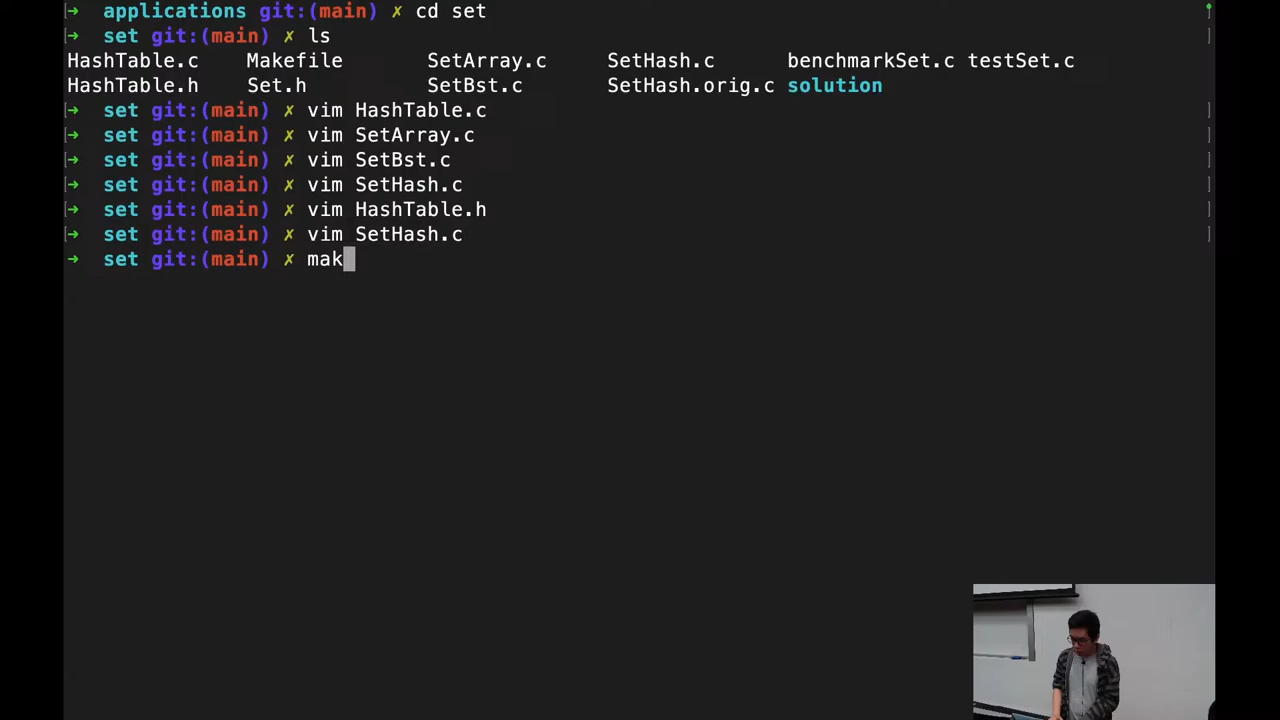 ➜ applications git:(main) ✗ cd set
➜ set git:(main) ✗ ls
HashTable.c Makefile SetArray.c SetHash.c benchmarkSet.c testSet.c
HashTable.h Set.h SetBst.c SetHash.orig.c solution
➜ set git:(main) ✗ vim HashTable.c
➜ set git:(main) ✗ vim SetArray.c
➜ set git:(main) ✗ vim SetBst.c
➜ set git:(main) ✗ vim SetHash.c
➜ set git:(main) ✗ vim HashTable.h
➜ set git:(main) ✗ vim SetHash.c
➜ set git:(main) ✗ mak